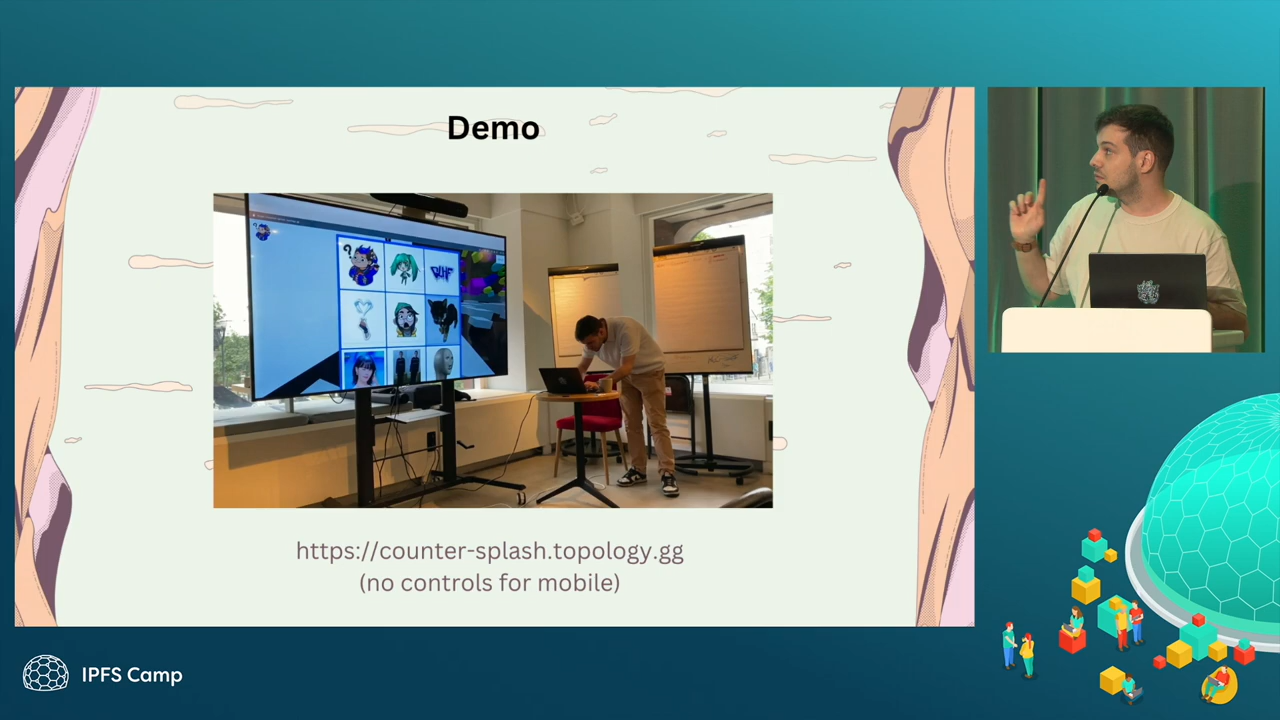 Demo
https://counter-splash.topology.gg
(no controls for mobile)
IPFS Camp